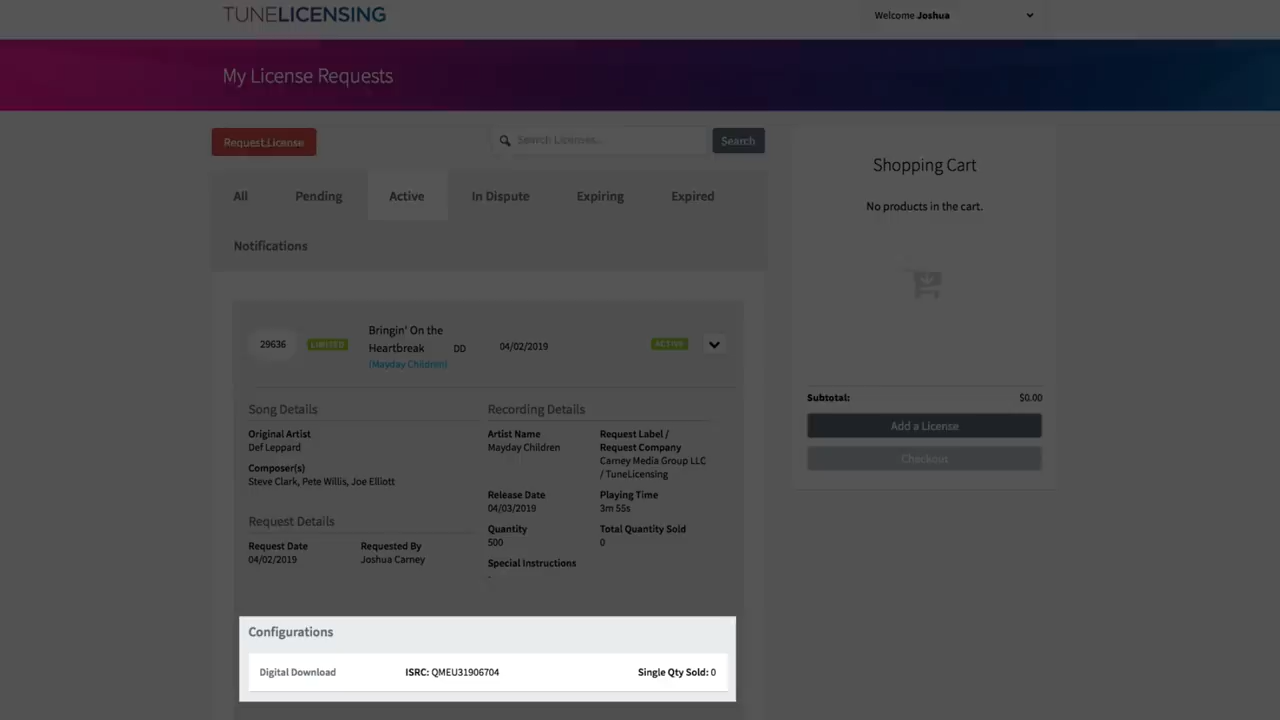 TUNELICENSING
Welcome Joshua
My License Requests
Request License
Search Licenses...
Search
All
Pending
Active
In Dispute
Expiring
Expired
Notifications
29636
LIMITED
Bringin' On the
Heartbreak
(Mayday Children)
DD
04/02/2019
ACTIVE
Song Details
Original Artist
Def Leppard
Composer(s)
Steve Clark, Pete Willis, Joe Elliott
Request Details
Request Date
04/02/2019
Requested By
Joshua Carney
Recording Details
Artist Name
Mayday Children
Request Label /
Request Company
Carney Media Group LLC
/ TuneLicensing
Release Date
04/03/2019
Playing Time
3m 55s
Quantity
500
Total Quantity Sold
0
Special Instructions
-
Configurations
Digital Download
ISRC: QMEU31906704
Single Qty Sold: 0
Shopping Cart
No products in the cart.
Subtotal:
$0.00
Add a License
Checkout